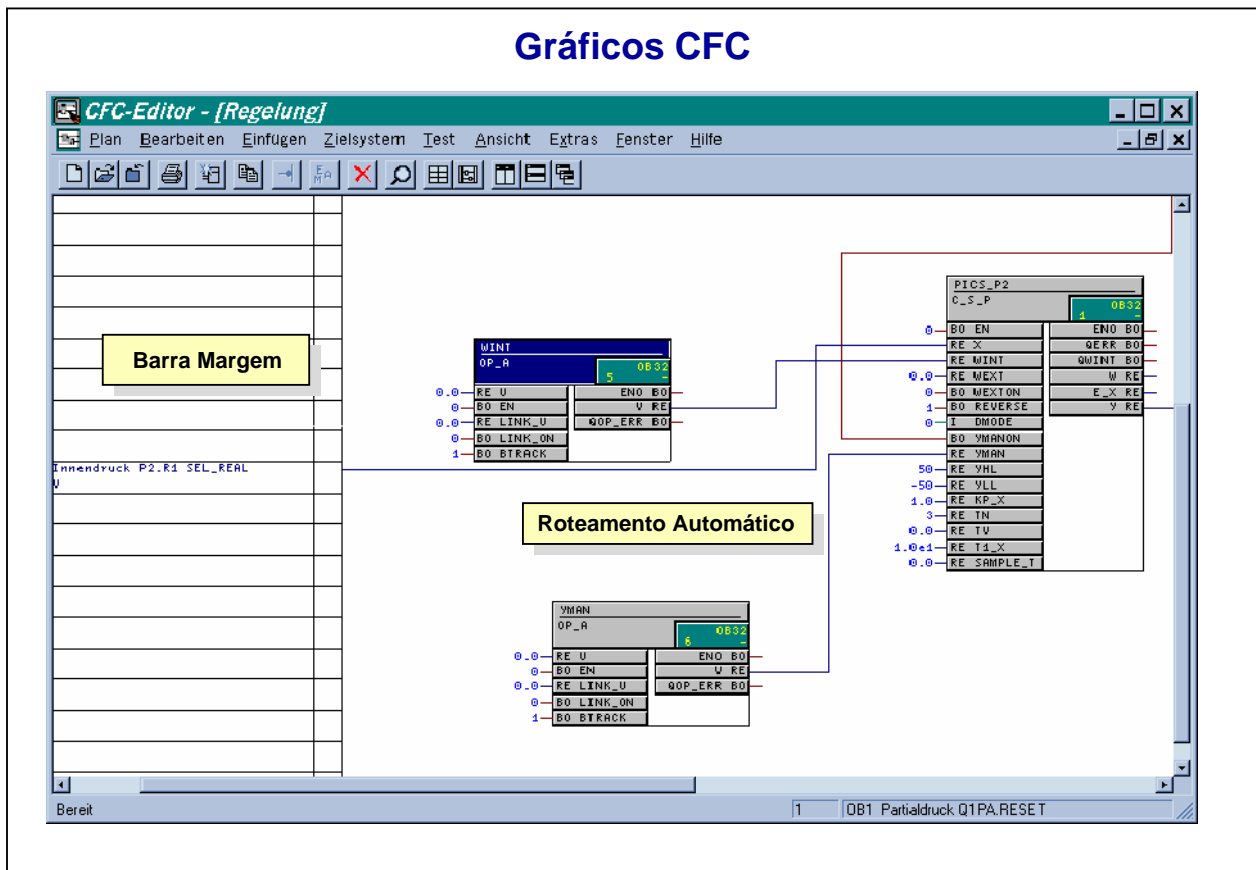 Gráficos CFC
CFC-Editor - [Regelung]
Plan Bearbeiten Einfügen Zielsystem Test Ansicht Extras Fenster Hilfe
E A
M
Barra Margem
Innendruck P2.R1 SEL_REAL
V
WINT
OP_A
OB32
5 -
0.0 RE U ENO BO
0 BO EN V RE
0.0 RE LINK_U QOP_ERR BO
0 BO LINK_ON
1 BO BTRACK
Roteamento Automático
PICS_P2
C_S_P
OB32
1 -
0 BO EN ENO BO
RE X QERR BO
RE WINT QWINT BO
0.0 RE WEXT W RE
0 BO WEXTON E_X RE
1 BO REVERSE Y RE
0 I DMODE
BO YMANON
RE YMAN
50 RE YHL
-50 RE YLL
1.0 RE KP_X
3 RE TN
0.0 RE TV
1.0e1 RE T1_X
0.0 RE SAMPLE_T
YMAN
OP_A
OB32
6 -
0.0 RE U ENO BO
0 BO EN V RE
0.0 RE LINK_U QOP_ERR BO
0 BO LINK_ON
1 BO BTRACK
Bereit 1 OB1 Partialdruck Q1PA.RESET